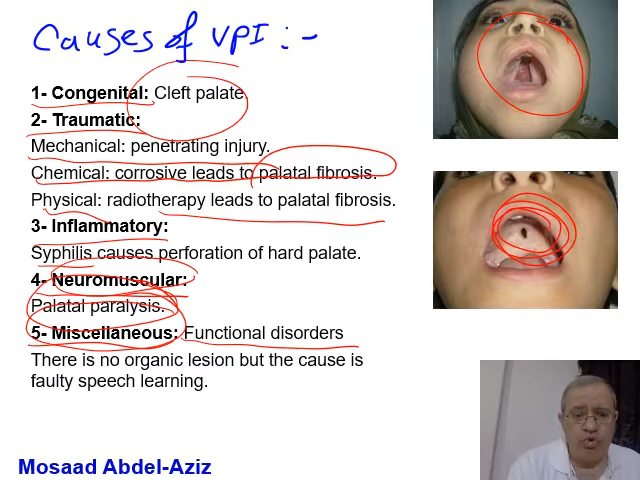 Causes of VPI :-
1- Congenital: Cleft palate.
2- Traumatic:
Mechanical: penetrating injury.
Chemical: corrosive leads to palatal fibrosis.
Physical: radiotherapy leads to palatal fibrosis.
3- Inflammatory:
Syphilis causes perforation of hard palate.
4- Neuromuscular:
Palatal paralysis.
5- Miscellaneous: Functional disorders
There is no organic lesion but the cause is
faulty speech learning.
Mosaad Abdel-Aziz